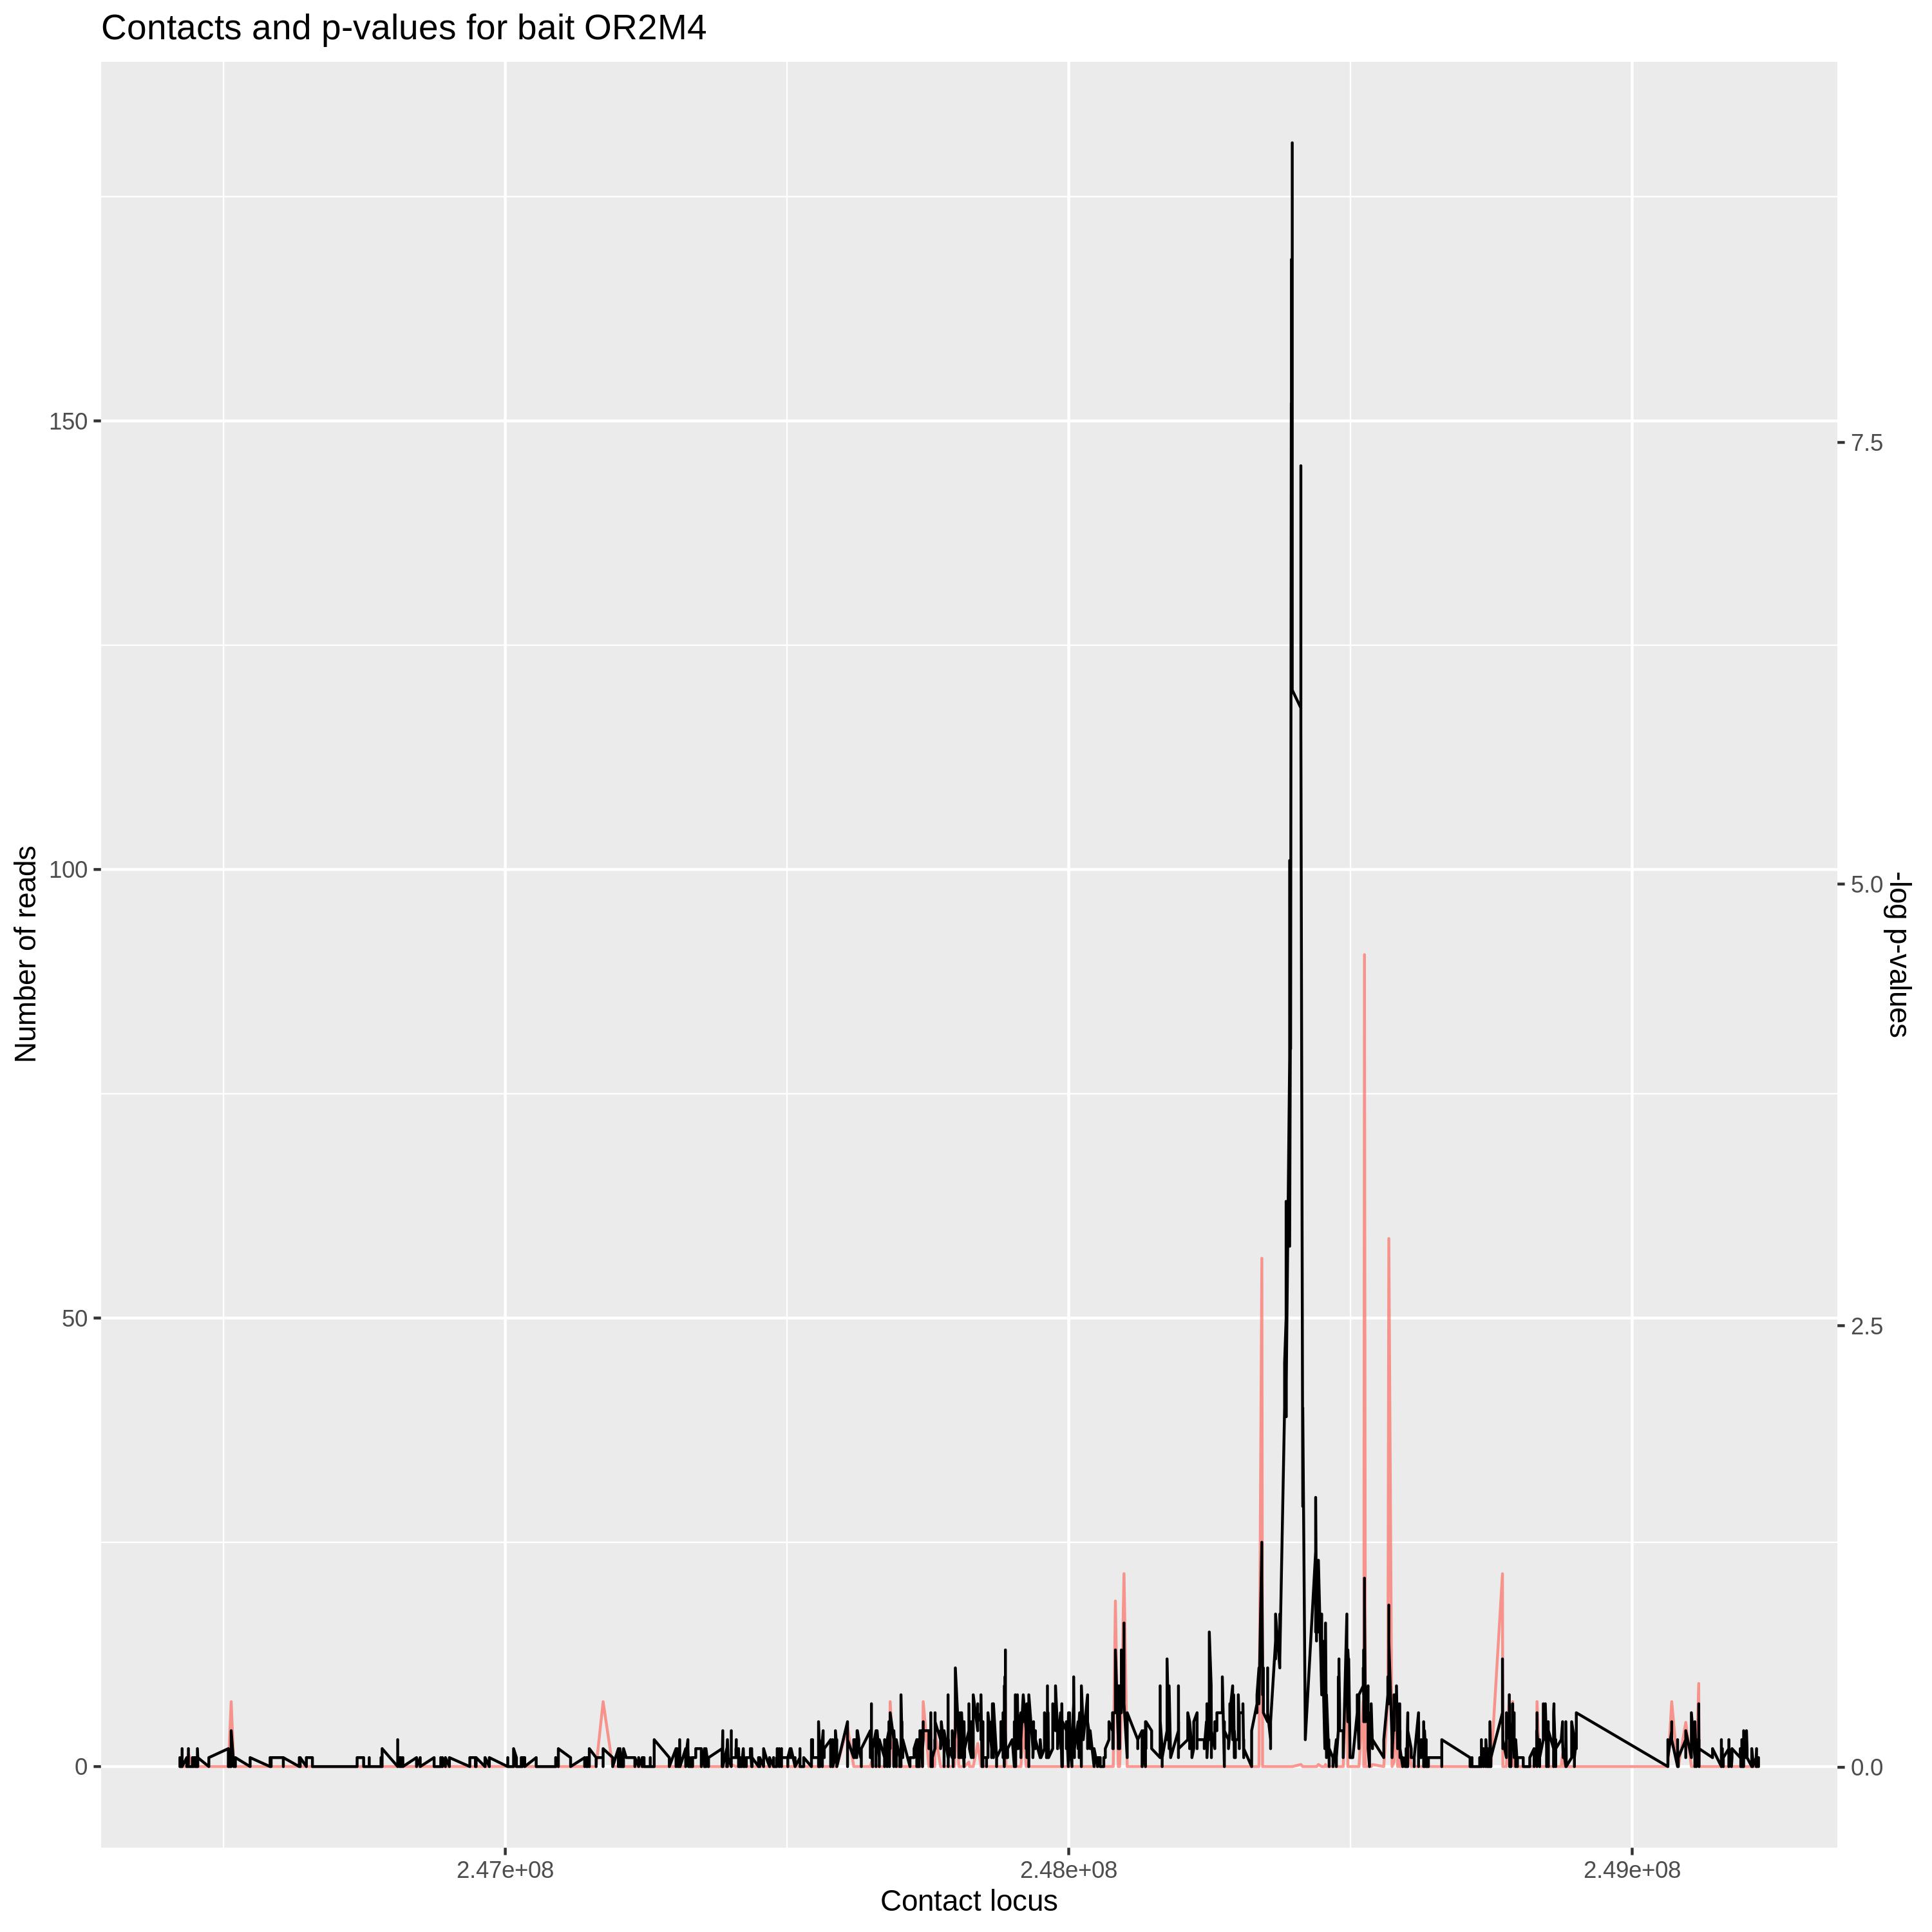 Contacts and p-values for bait OR2M4
Number of reads
150
100
50
0
7.5
5.0
2.5
0.0
-log p-values
2.47e+08
2.48e+08
2.49e+08
Contact locus